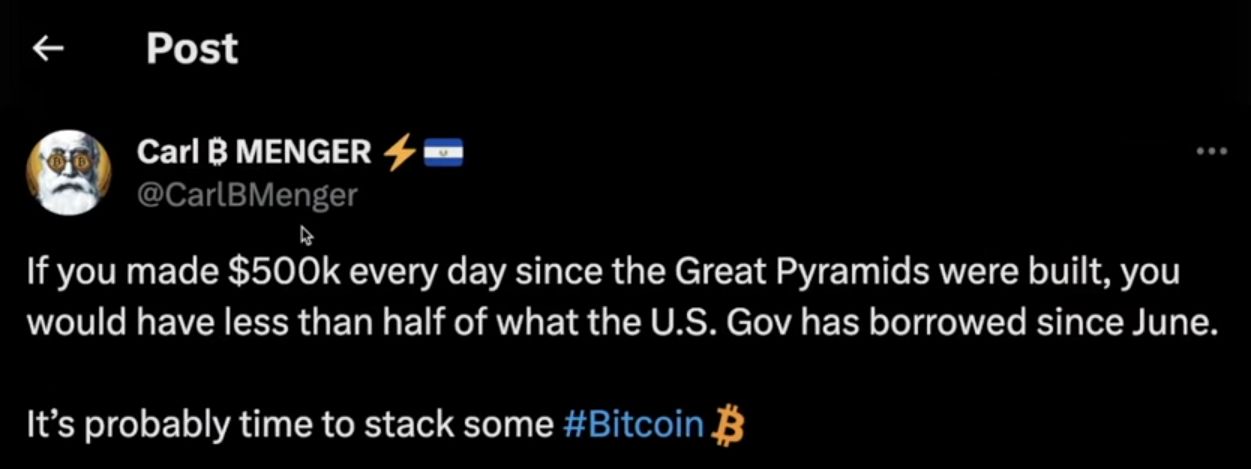 Post
Carl ₿ MENGER ⚡🇸🇻
@CarlBMenger
If you made $500k every day since the Great Pyramids were built, you
would have less than half of what the U.S. Gov has borrowed since June.
It’s probably time to stack some #Bitcoin ₿